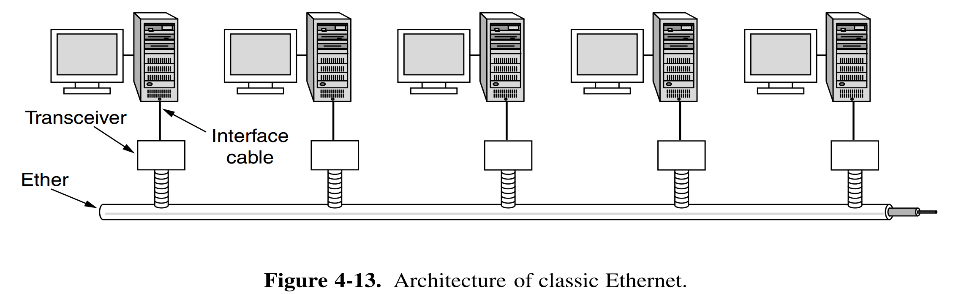 Transceiver
Interface
cable
Ether
Figure 4-13. Architecture of classic Ethernet.